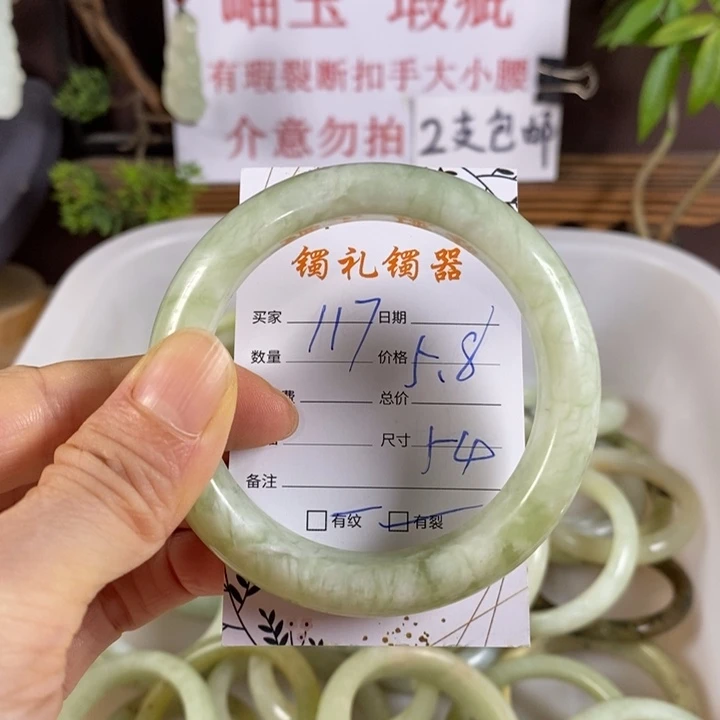 岫玉 瑕疵
有瑕裂断扣手大小腰
介意勿拍 2支包邮
镯礼镯器
买家 117 日期
数量 价格 5.8
费 总价
尺寸 54
备注
有纹 有裂